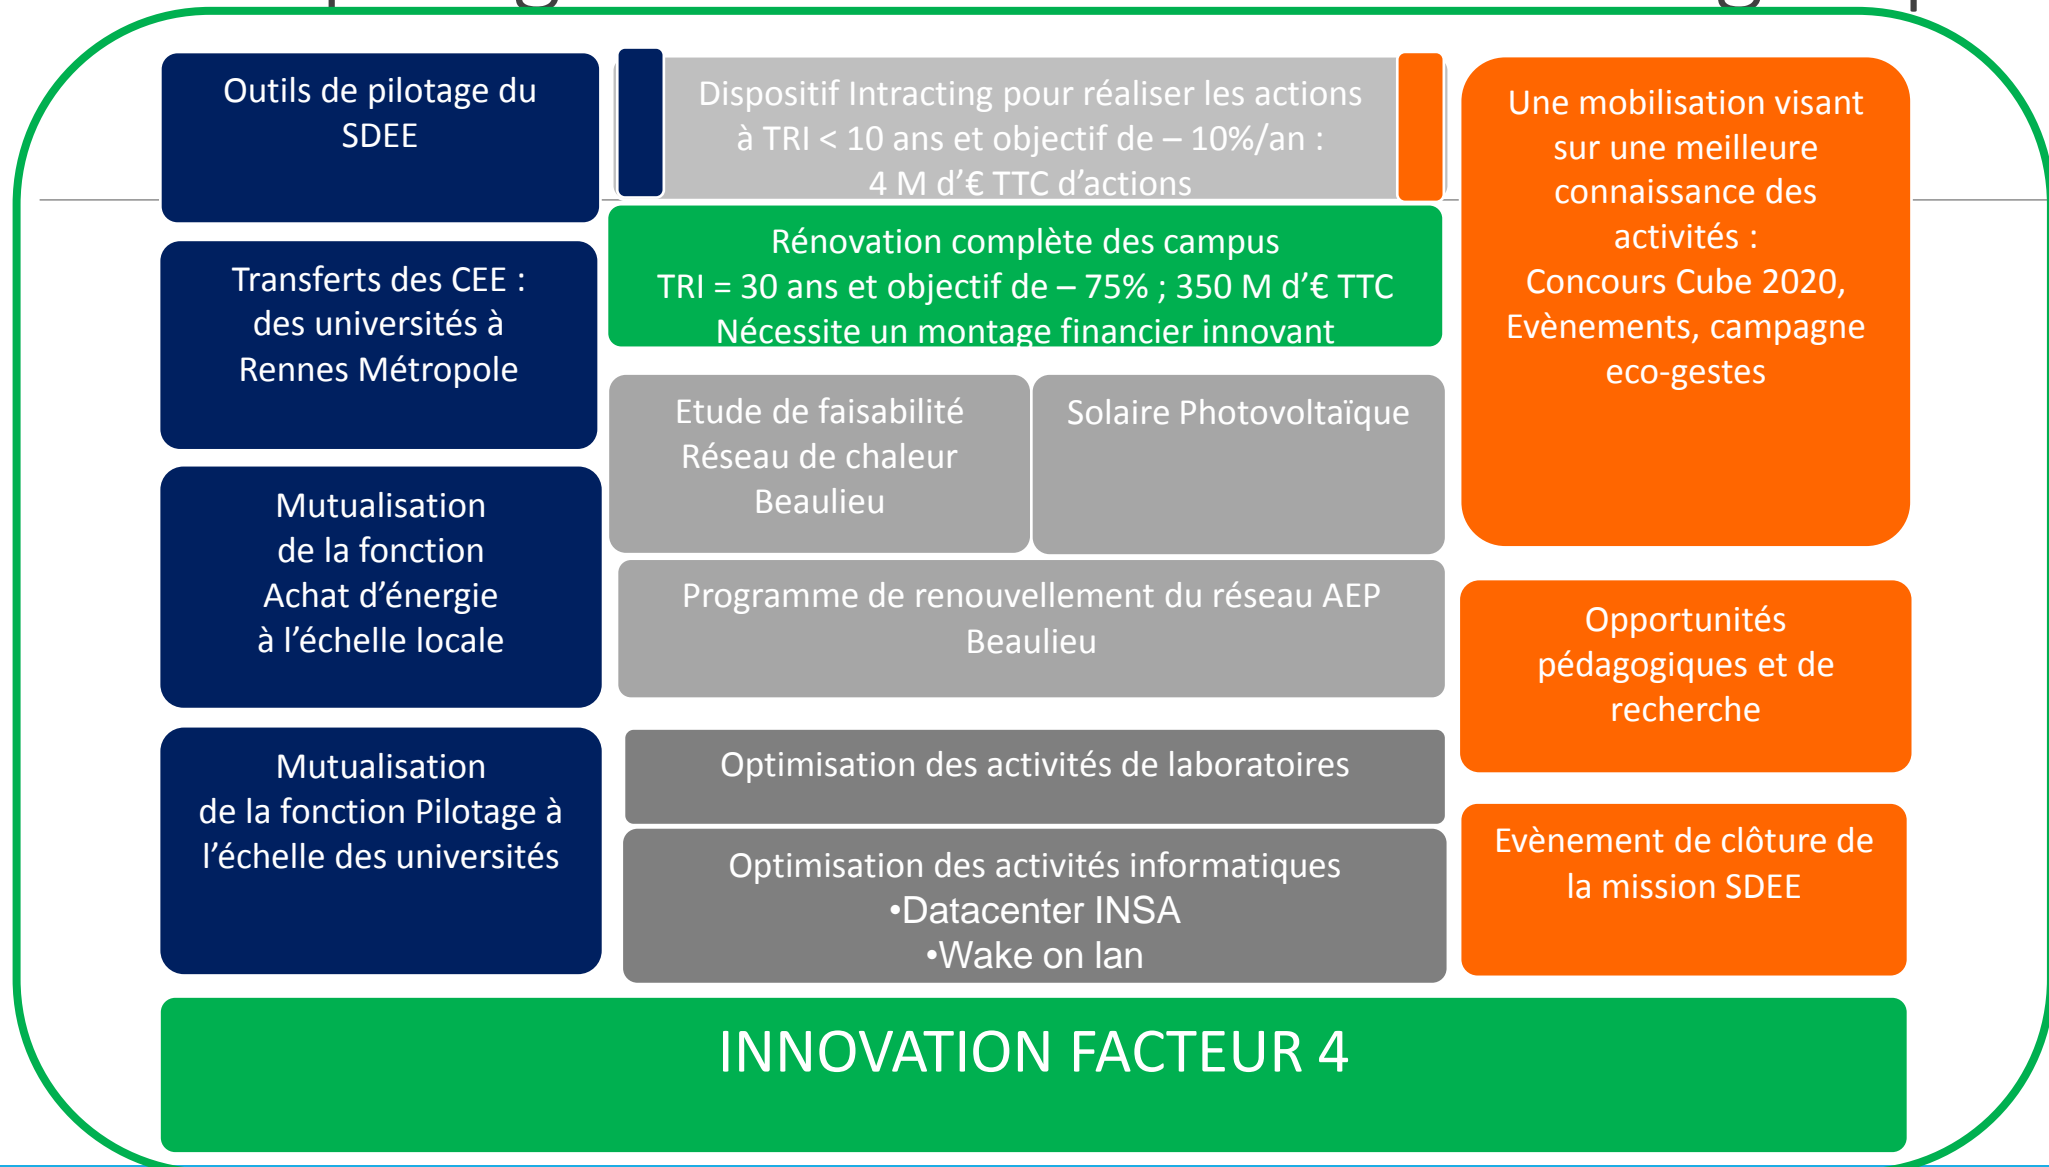 Outils de pilotage du
SDEE
Transferts des CEE :
des universités à
Rennes Métropole
Mutualisation
de la fonction
Achat d’énergie
à l’échelle locale
Mutualisation
de la fonction Pilotage à
l’échelle des universités
Dispositif Intracting pour réaliser les actions
à TRI < 10 ans et objectif de – 10%/an :
4 M d’€ TTC d’actions
Rénovation complète des campus
TRI = 30 ans et objectif de – 75% ; 350 M d’€ TTC
Nécessite un montage financier innovant
Etude de faisabilité
Réseau de chaleur
Beaulieu
Solaire Photovoltaïque
Programme de renouvellement du réseau AEP
Beaulieu
Optimisation des activités de laboratoires
Optimisation des activités informatiques
•Datacenter INSA
•Wake on lan
Une mobilisation visant
sur une meilleure
connaissance des
activités :
Concours Cube 2020,
Evènements, campagne
eco-gestes
Opportunités
pédagogiques et de
recherche
Evènement de clôture de
la mission SDEE
INNOVATION FACTEUR 4